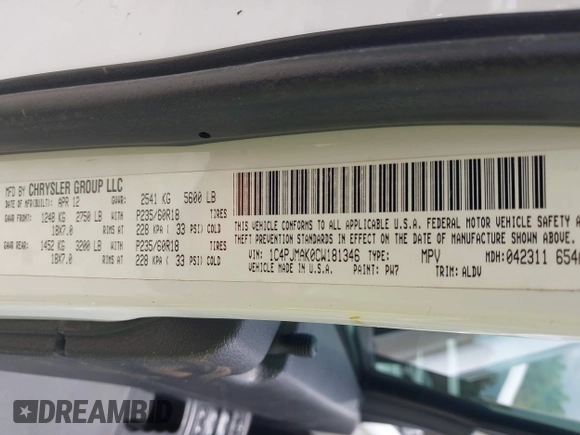 MFD BY CHRYSLER GROUP LLC
DATE OF MFR(BUILT): APR 12 GVWR: 2541 KG 5600 LB
GAWR FRONT: 1248 KG 2750 LB WITH P235/60R18 TIRES
18X7.0 RIMS AT 228 KPA ( 33 PSI) COLD
GAWR REAR: 1452 KG 3200 LB WITH P235/60R18 TIRES
18X7.0 RIMS AT 228 KPA ( 33 PSI) COLD
THIS VEHICLE CONFORMS TO ALL APPLICABLE U.S.A. FEDERAL MOTOR VEHICLE SAFETY A
THEFT PREVENTION STANDARDS IN EFFECT ON THE DATE OF MANUFACTURE SHOWN ABOVE.
VIN: 1C4PJMAK0CW181346 TYPE: MPV MDH: 042311 654
VEHICLE MADE IN U.S.A. PAINT: PW7 TRIM: ALDV
DREAMBID